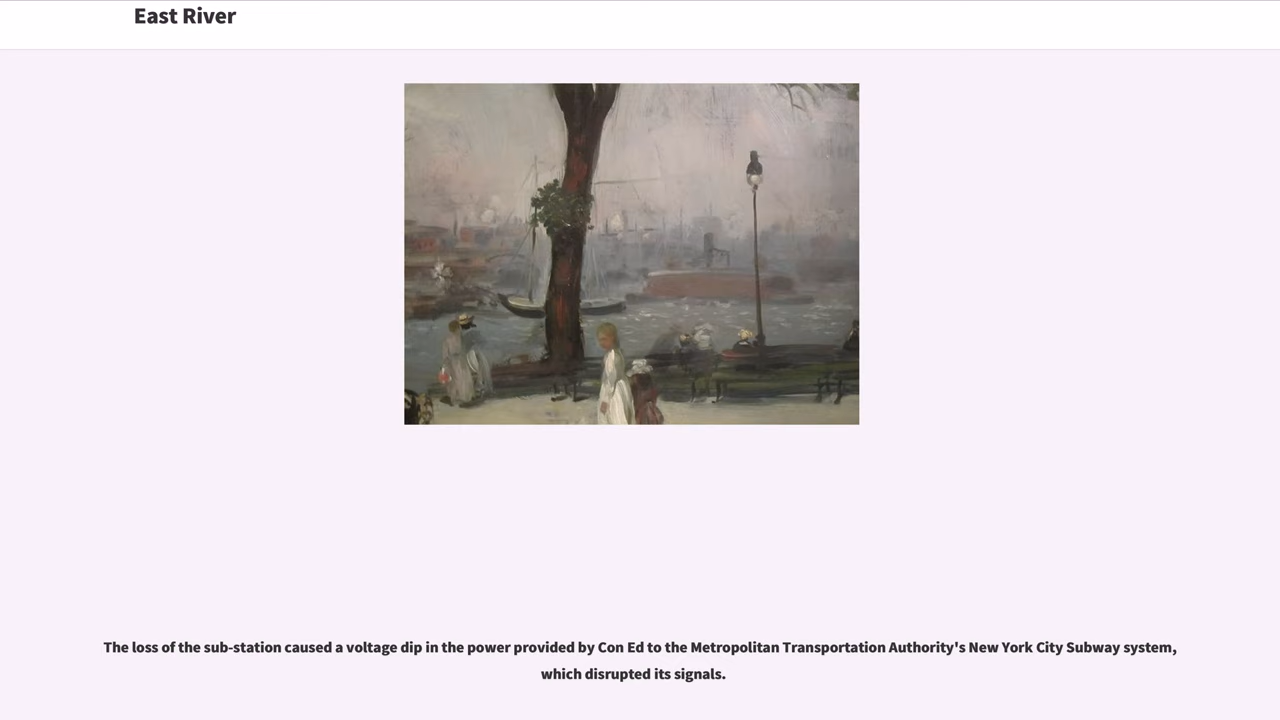 East River
The loss of the sub-station caused a voltage dip in the power provided by Con Ed to the Metropolitan Transportation Authority's New York City Subway system,
which disrupted its signals.